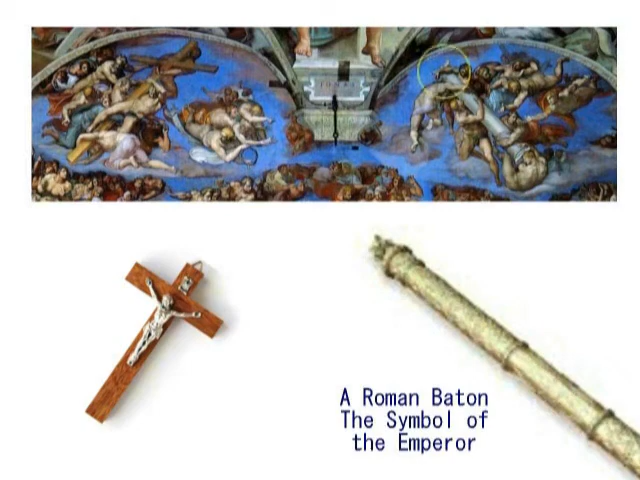 A Roman Baton
The Symbol of
the Emperor